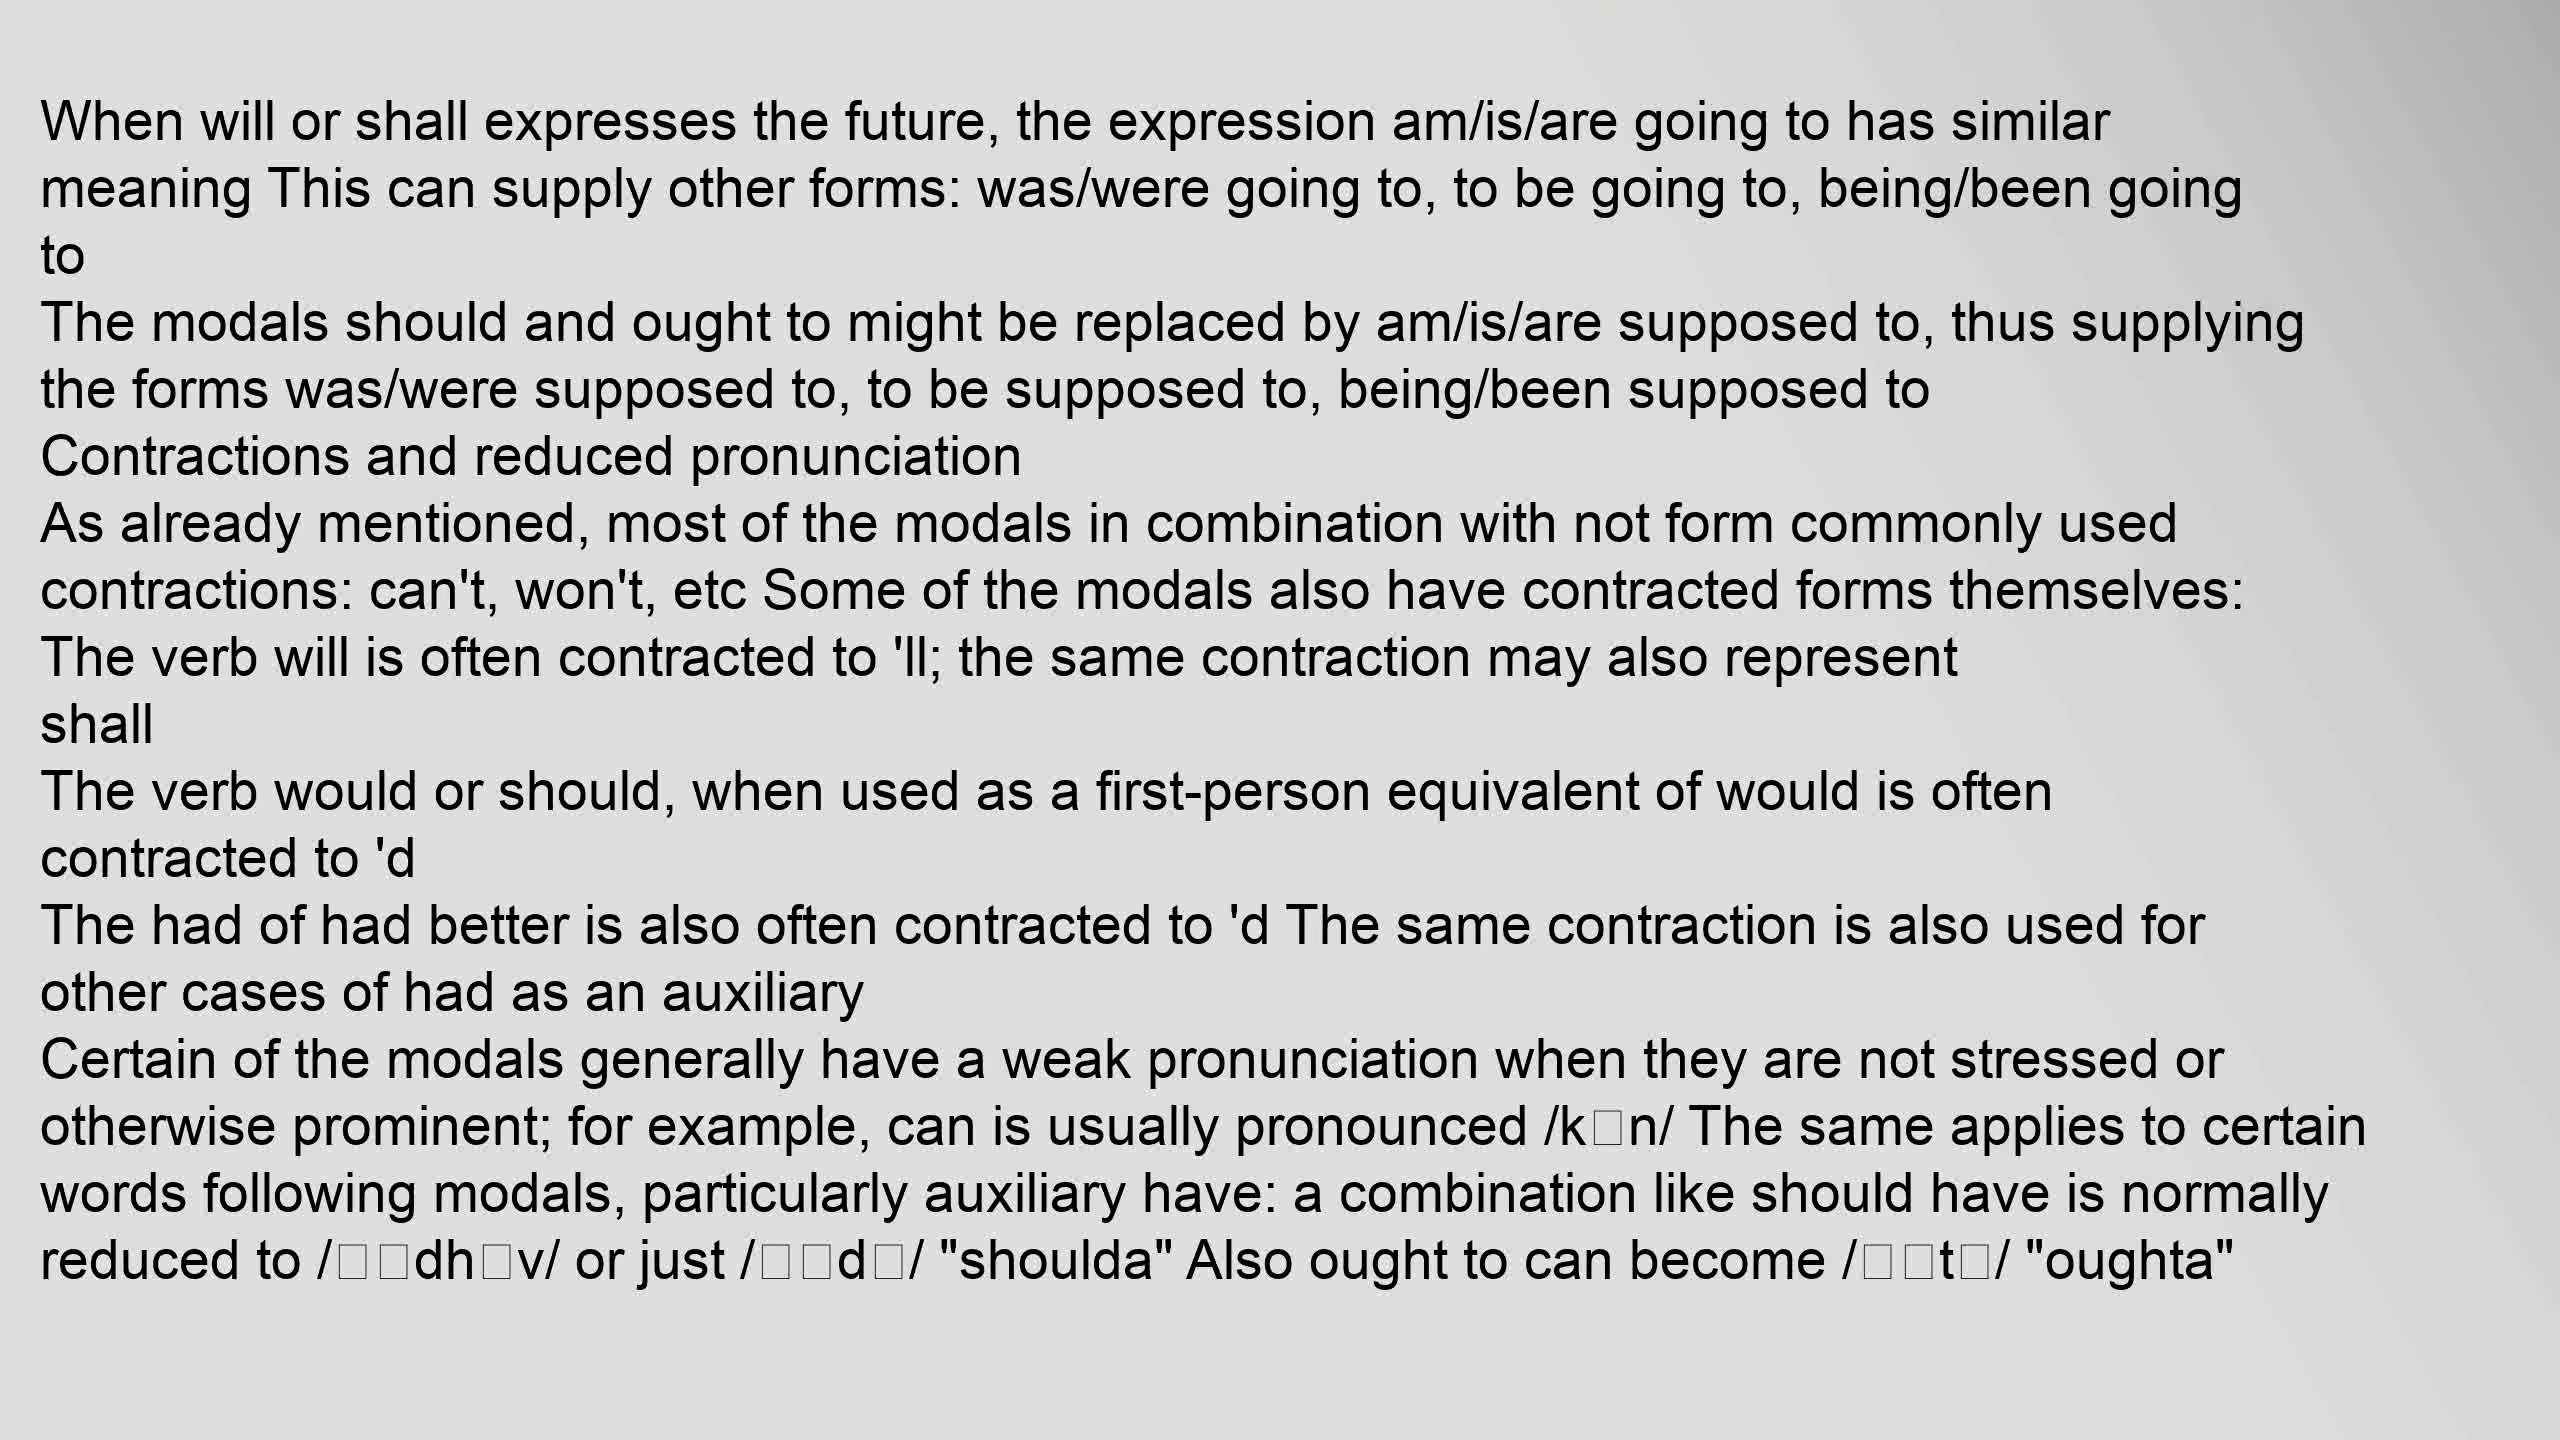 When will or shall expresses the future, the expression am/is/are going to has similar
meaning This can supply other forms: was/were going to, to be going to, being/been going
to
The modals should and ought to might be replaced by am/is/are supposed to, thus supplying
the forms was/were supposed to, to be supposed to, being/been supposed to
Contractions and reduced pronunciation
As already mentioned, most of the modals in combination with not form commonly used
contractions: can't, won't, etc Some of the modals also have contracted forms themselves:
The verb will is often contracted to 'll; the same contraction may also represent
shall
The verb would or should, when used as a first-person equivalent of would is often
contracted to 'd
The had of had better is also often contracted to 'd The same contraction is also used for
other cases of had as an auxiliary
Certain of the modals generally have a weak pronunciation when they are not stressed or
otherwise prominent; for example, can is usually pronounced /k□n/ The same applies to certain
words following modals, particularly auxiliary have: a combination like should have is normally
reduced to /□□dh□v/ or just /□□d□/ "shoulda" Also ought to can become /□□t□/ "oughta"